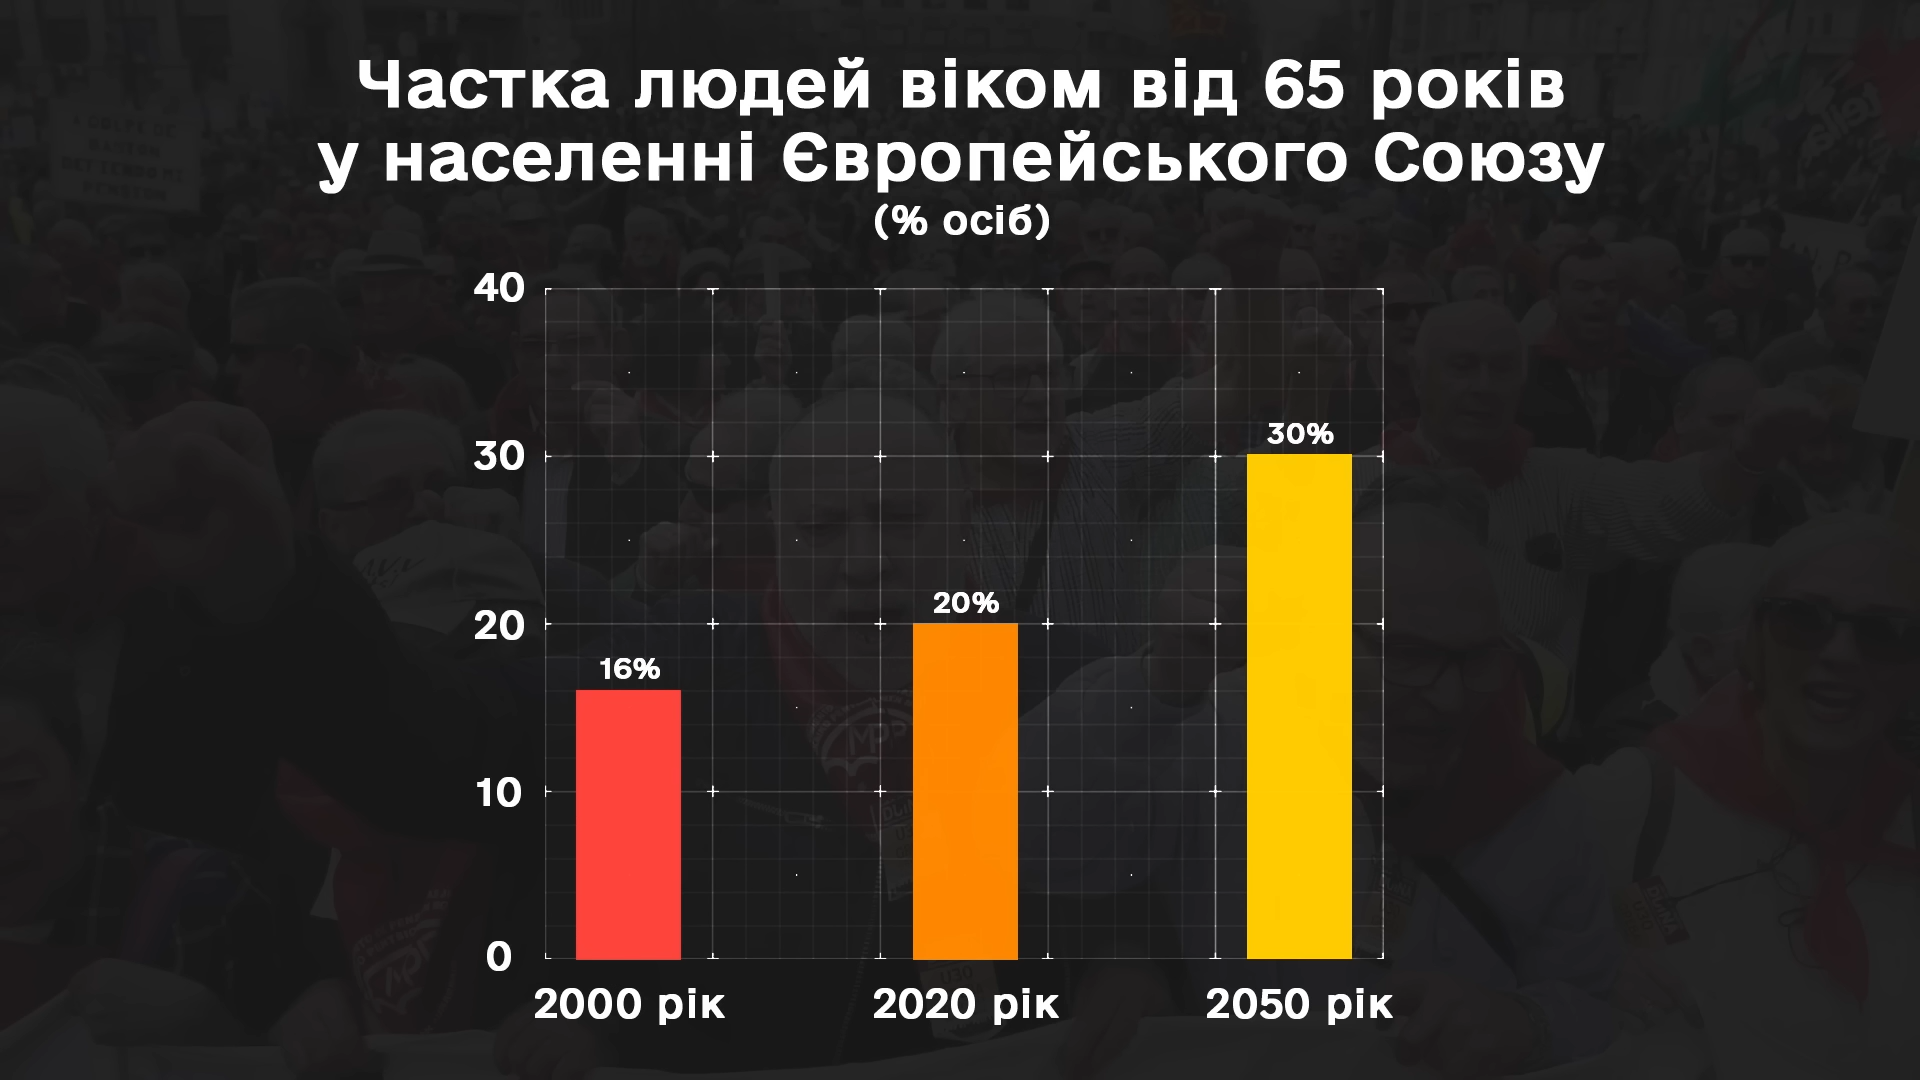 Частка людей віком від 65 років
у населенні Європейського Союзу
(% осіб)
40
30
20
10
0
16%
20%
30%
2000 рік
2020 рік
2050 рік